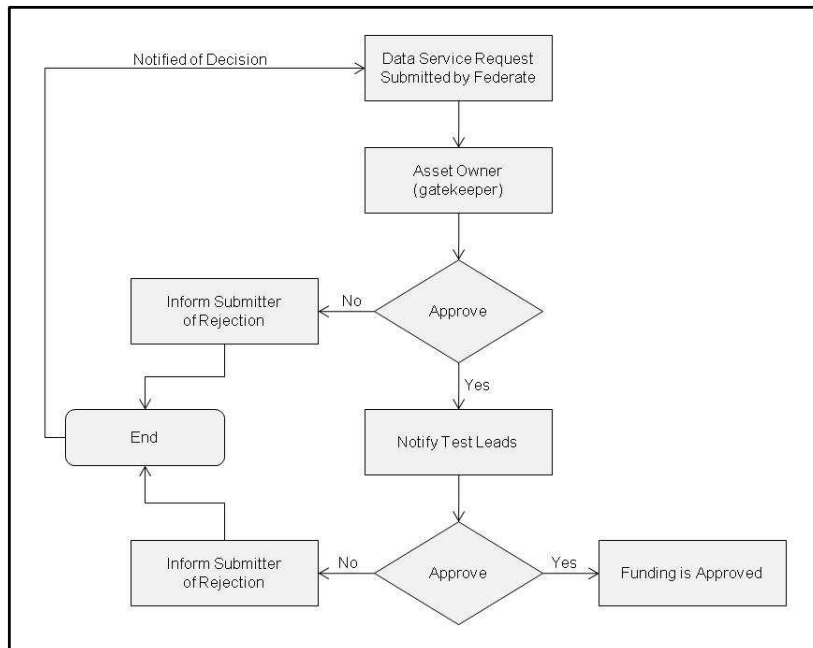 Notified of Decision
Data Service Request
Submitted by Federate
Asset Owner
(gatekeeper)
Inform Submitter
of Rejection
No
Approve
Yes
End
Notify Test Leads
Inform Submitter
of Rejection
No
Approve
Yes
Funding is Approved